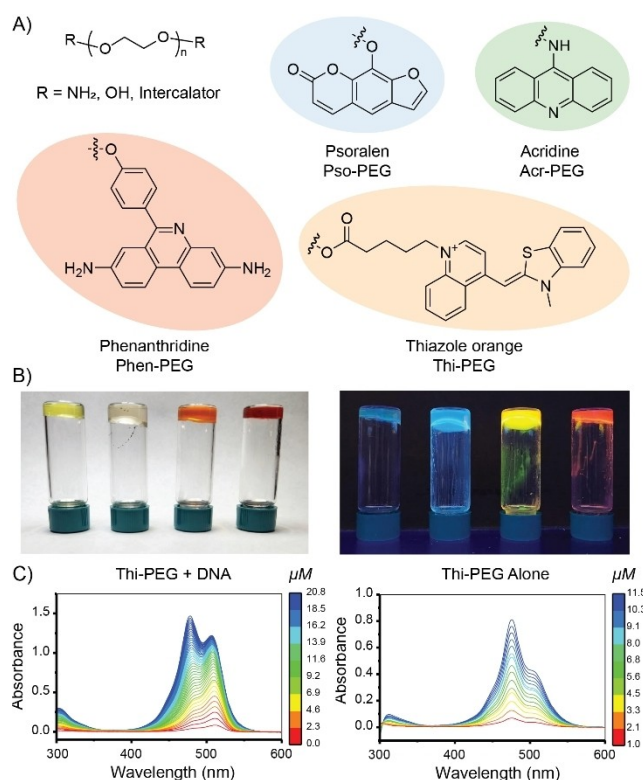 A)
R O O R
n
R = NH₂, OH, Intercalator
O
O O O
Psoralen
Pso-PEG
NH
N
Acridine
Acr-PEG
O
N
H₂N NH₂
Phenanthridine
Phen-PEG
O
O
N+
S
N
Thiazole orange
Thi-PEG
B)
C)
Thi-PEG + DNA
μM
Absorbance
1.5
1.0
0.5
0.0
300 400 500 600
Wavelength (nm)
20.8
18.5
16.2
13.9
11.6
9.2
6.9
4.6
2.3
0.0
Thi-PEG Alone
μM
Absorbance
1.0
0.8
0.6
0.4
0.2
0.0
300 400 500 600
Wavelength (nm)
11.5
10.3
9.1
8.0
6.8
5.7
4.5
3.3
2.1
1.0